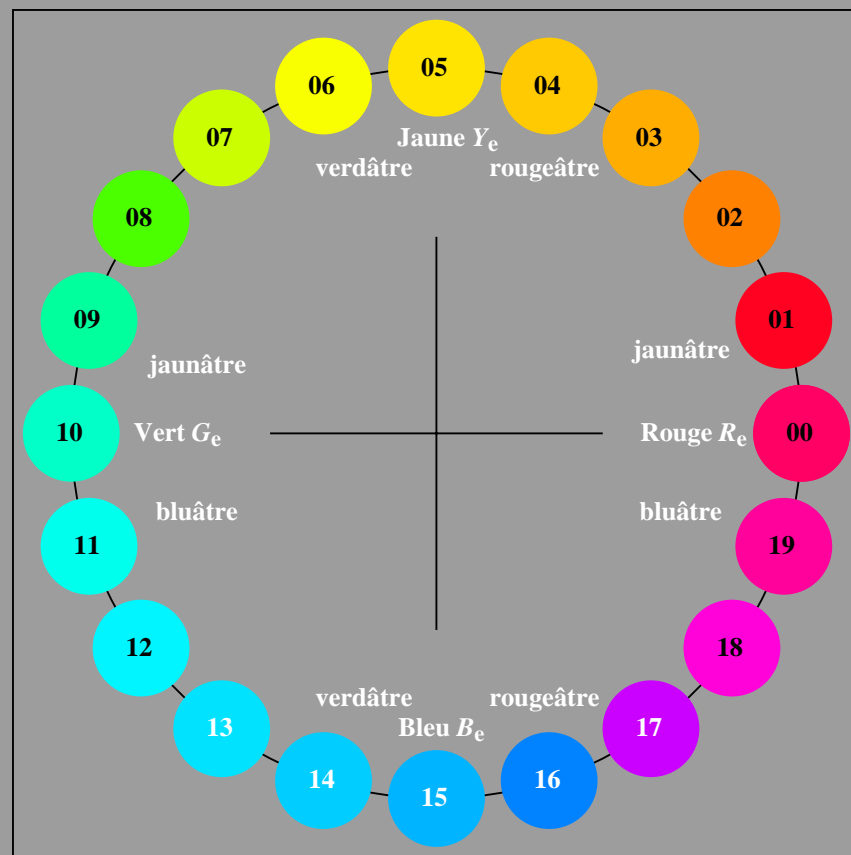 05
06
04
07
Jaune Ye
03
verdâtre
rougeâtre
08
02
09
01
jaunâtre
jaunâtre
10
Vert Ge
Rouge Re
00
bluâtre
bluâtre
11
19
12
18
verdâtre
rougeâtre
13
Bleu Be
17
14
16
15